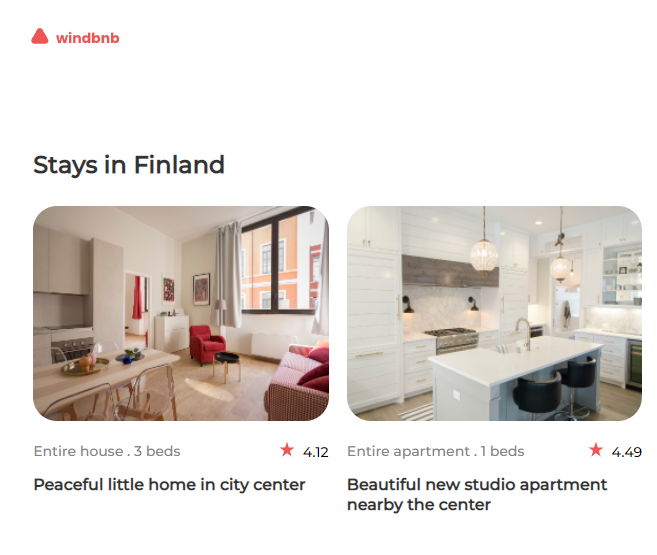 windbnb
Stays in Finland
Entire house . 3 beds
4.12
Entire apartment . 1 beds
4.49
Peaceful little home in city center
Beautiful new studio apartment
nearby the center